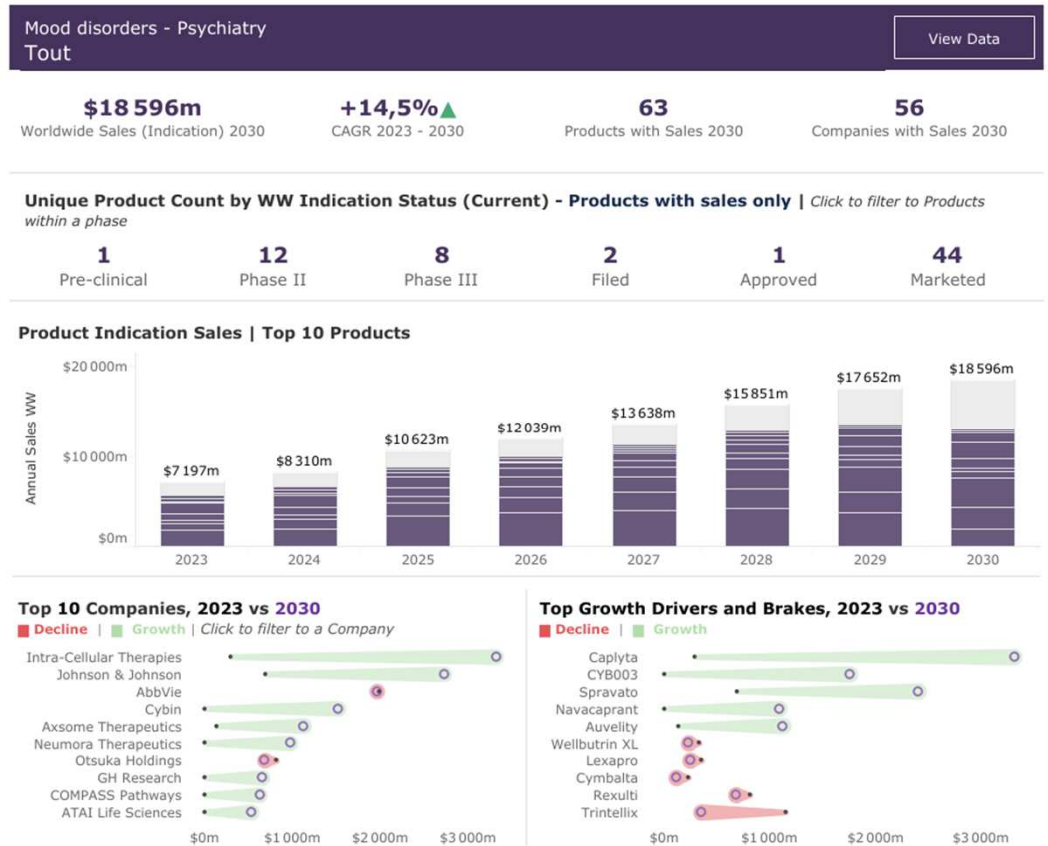 Mood disorders - Psychiatry
Tout
View Data
$18 596m
Worldwide Sales (Indication) 2030
+14,5%▲
CAGR 2023 - 2030
63
Products with Sales 2030
56
Companies with Sales 2030
Unique Product Count by WW Indication Status (Current) - Products with sales only | Click to filter to Products
within a phase
1
Pre-clinical
12
Phase II
8
Phase III
2
Filed
1
Approved
44
Marketed
Product Indication Sales | Top 10 Products
Annual Sales WW
$20 000m
$10 000m
$0m
$7 197m
$8 310m
$10 623m
$12 039m
$13 638m
$15 851m
$17 652m
$18 596m
2023
2024
2025
2026
2027
2028
2029
2030
Top 10 Companies, 2023 vs 2030
Decline | Growth | Click to filter to a Company
Intra-Cellular Therapies
Johnson & Johnson
AbbVie
Cybin
Axsome Therapeutics
Neumora Therapeutics
Otsuka Holdings
GH Research
COMPASS Pathways
ATAI Life Sciences
$0m
$1 000m
$2 000m
$3 000m
Top Growth Drivers and Brakes, 2023 vs 2030
Decline | Growth
Caplyta
CYB003
Spravato
Navacaprant
Auvelity
Wellbutrin XL
Lexapro
Cymbalta
Rexulti
Trintellix
$0m
$1 000m
$2 000m
$3 000m